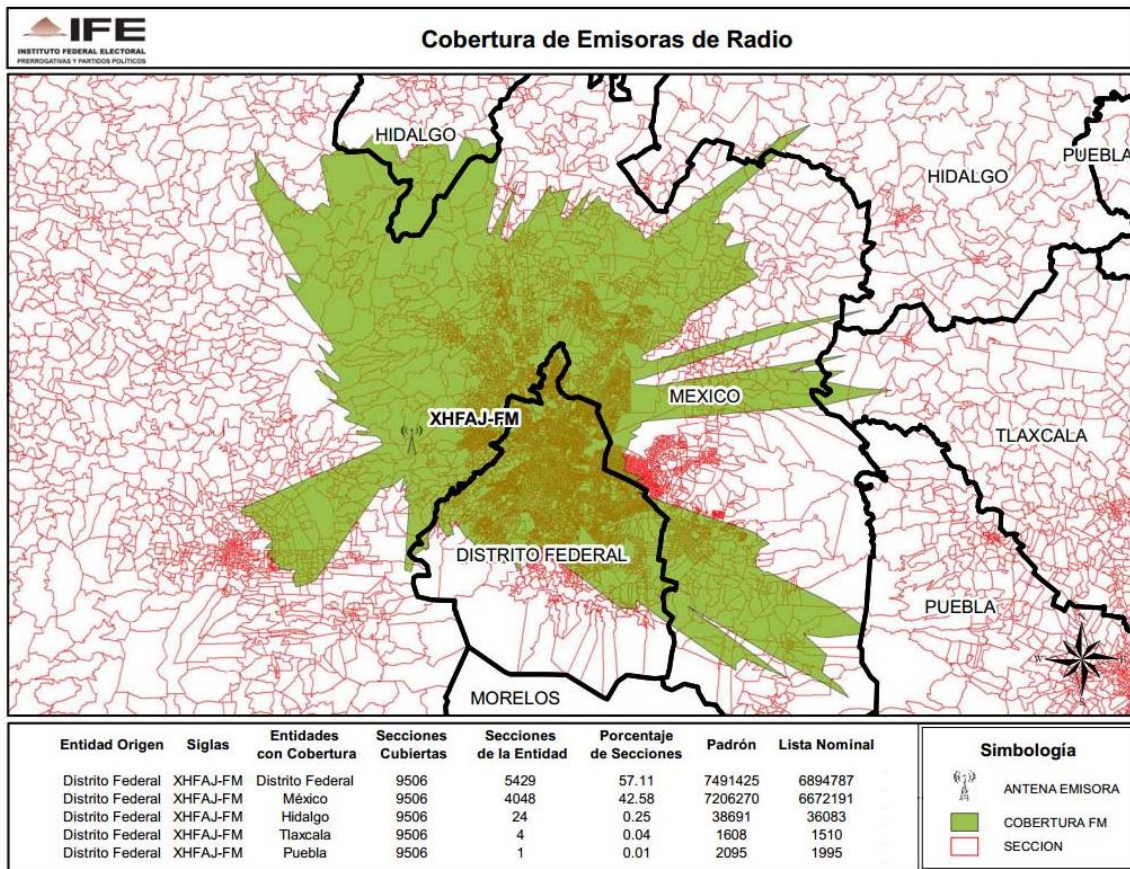 IFE
INSTITUTO FEDERAL ELECTORAL
PRERROGATIVAS Y PARTIDOS POLÍTICOS
Cobertura de Emisoras de Radio
HIDALGO
PUEBLA
HIDALGO
MEXICO
XHFAJ-FM
TLAXCALA
DISTRITO FEDERAL
PUEBLA
N
W E
S
MORELOS
Entidad Origen Siglas Entidades con Cobertura Secciones Cubiertas Secciones de la Entidad Porcentaje de Secciones Padrón Lista Nominal
Distrito Federal XHFAJ-FM Distrito Federal 9506 5429 57.11 7491425 6894787
Distrito Federal XHFAJ-FM México 9506 4048 42.58 7206270 6672191
Distrito Federal XHFAJ-FM Hidalgo 9506 24 0.25 38691 36083
Distrito Federal XHFAJ-FM Tlaxcala 9506 4 0.04 1608 1510
Distrito Federal XHFAJ-FM Puebla 9506 1 0.01 2095 1995
Simbología
ANTENA EMISORA
COBERTURA FM
SECCION